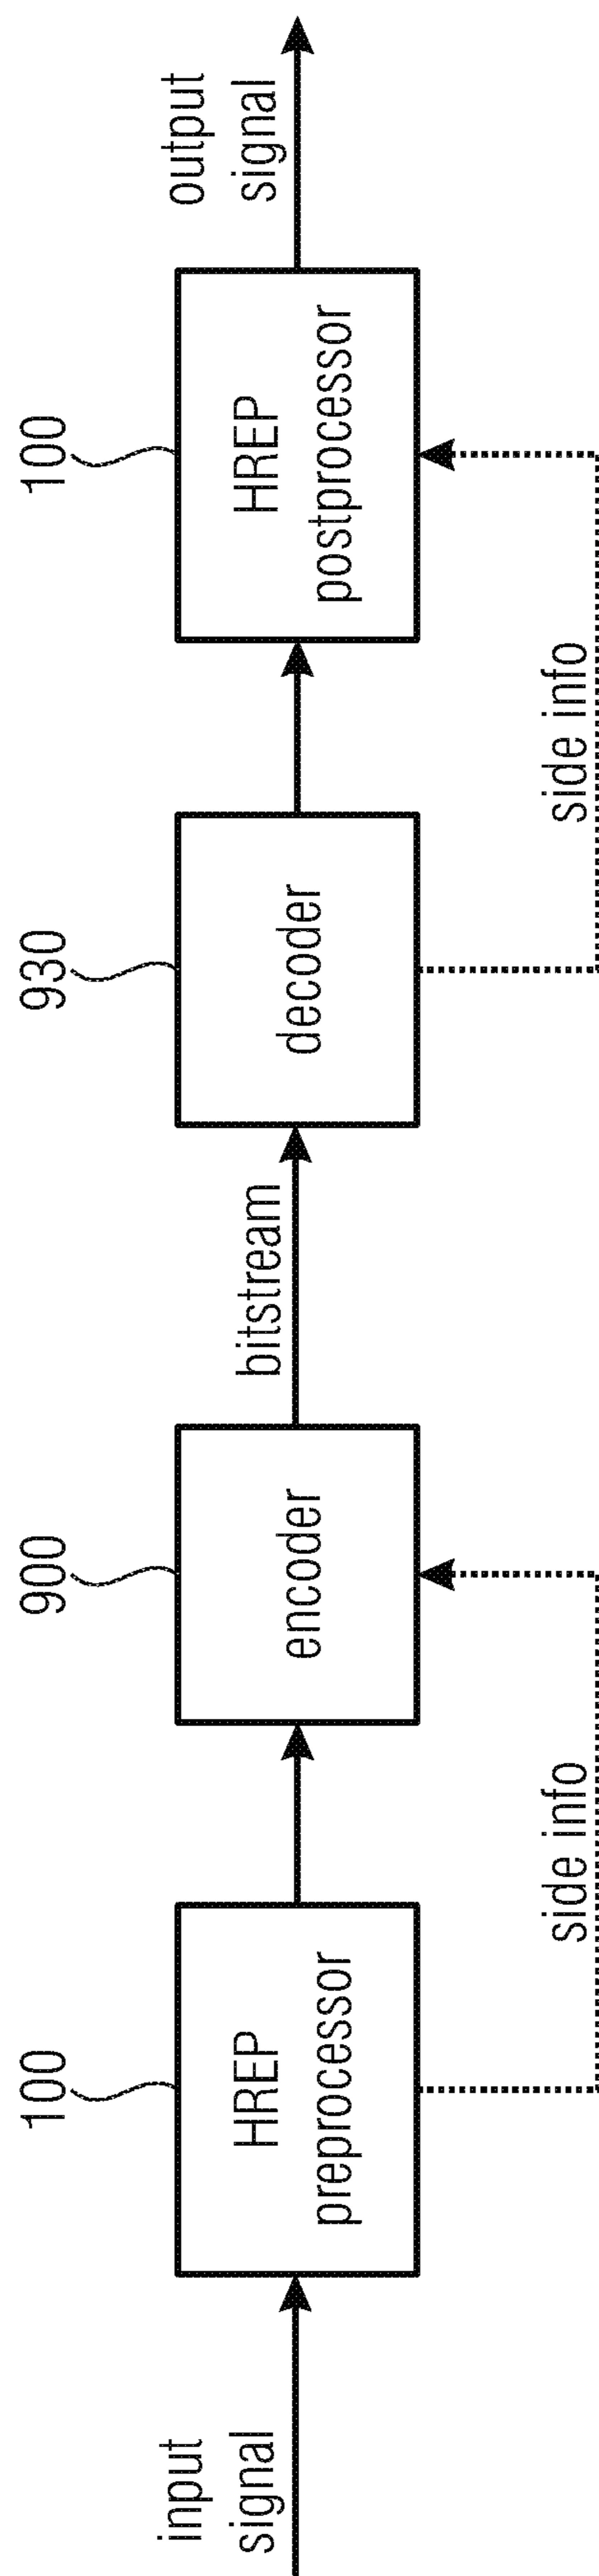 100
900
930
100
input
signal
HREP
preprocessor
encoder
bitstream
decoder
HREP
postprocessor
output
signal
side info
side info